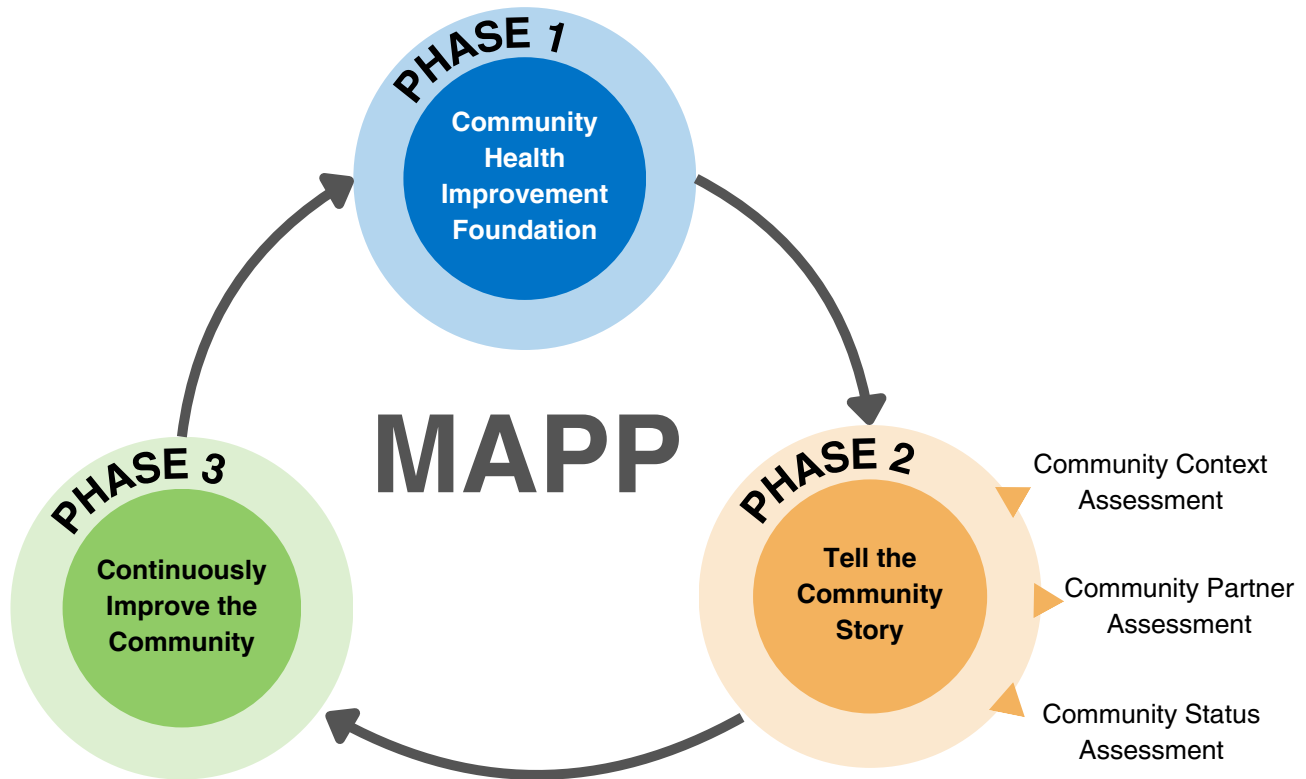 PHASE 1
Community
Health
Improvement
Foundation
MAPP
PHASE 2
Tell the
Community
Story
Community Context
Assessment
Community Partner
Assessment
Community Status
Assessment
PHASE 3
Continuously
Improve the
Community